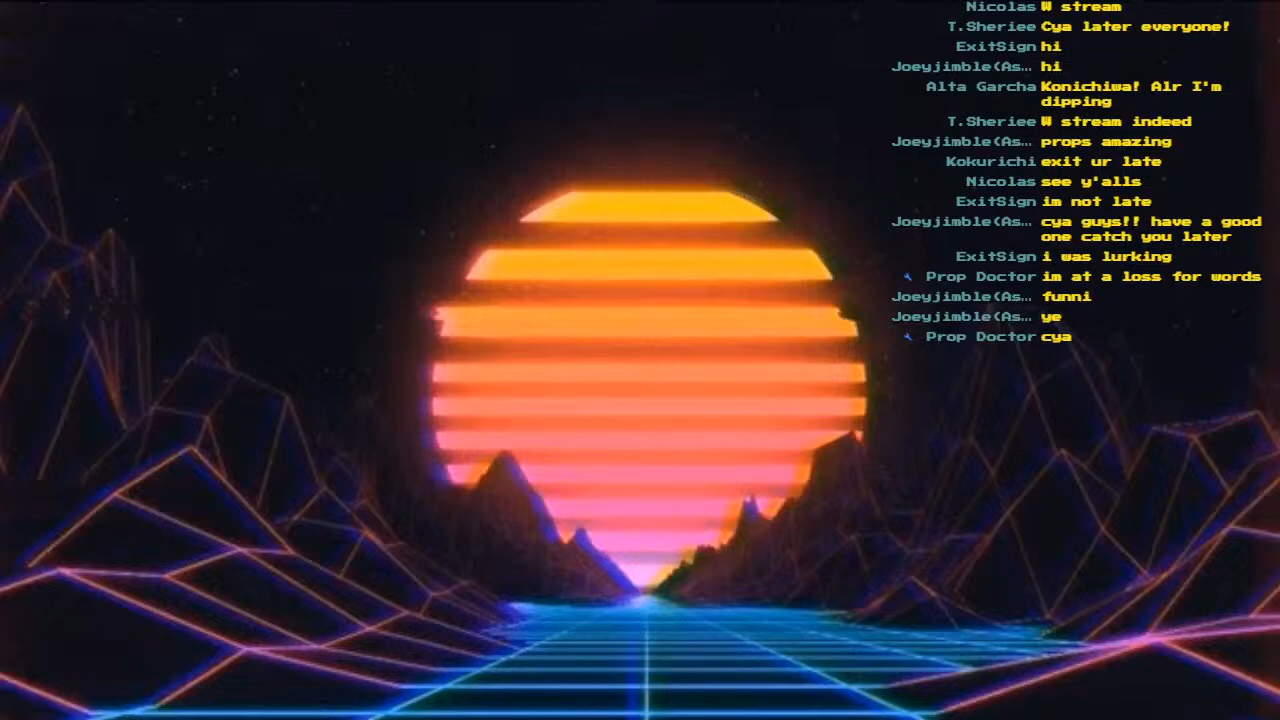 Nicolas W stream
T.Sheriee Cya later everyone!
ExitSign hi
Joeyjimble(As… hi
Alta Garcha Konichiwa! Alr I'm
dipping
T.Sheriee W stream indeed
Joeyjimble(As… props amazing
Kokurichi exit ur late
Nicolas see y'alls
ExitSign im not late
Joeyjimble(As… cya guys!! have a good
one catch you later
ExitSign i was lurking
Prop Doctor im at a loss for words
Joeyjimble(As… funni
Joeyjimble(As… ye
Prop Doctor cya